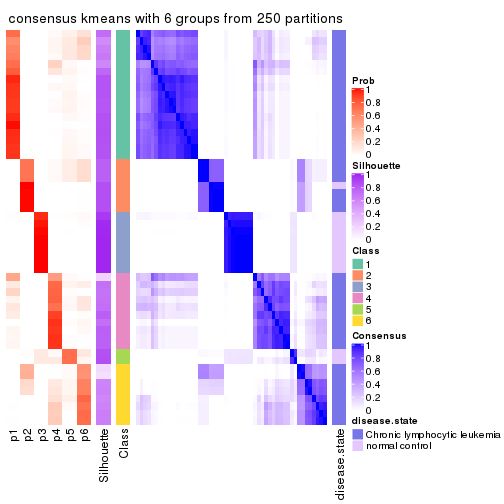 consensus kmeans with 6 groups from 250 partitions
Prob
1
0.8
0.6
0.4
0.2
0
Silhouette
1
0.8
0.6
0.4
0.2
0
Class
1
2
3
4
5
6
Consensus
1
0.8
0.6
0.4
0.2
0
disease.state
Chronic lymphocytic leukemia
normal control
p1
p2
p3
p4
p5
p6
Silhouette
Class
disease.state